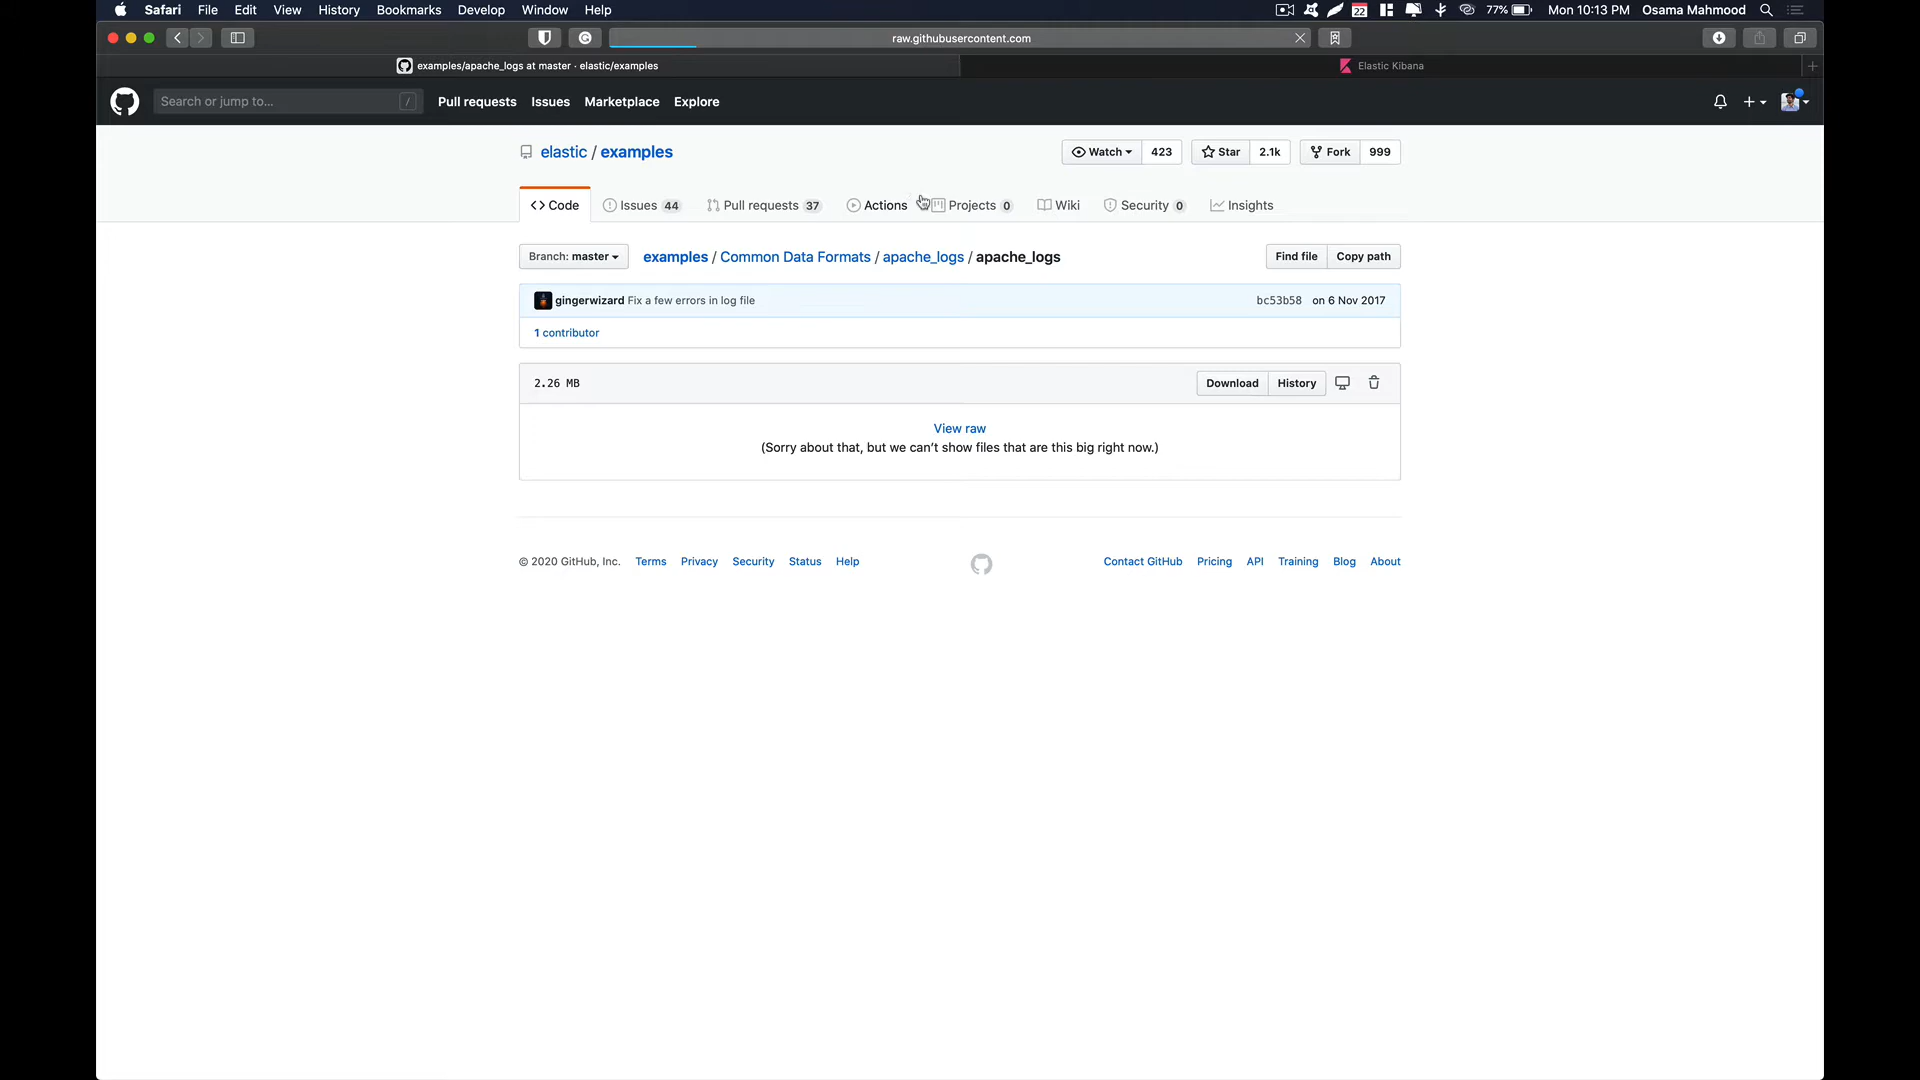 Safari File Edit View History Bookmarks Develop Window Help 22 77% Mon 10:13 PM Osama Mahmood
raw.githubusercontent.com
examples/apache_logs at master · elastic/examples Elastic Kibana
Search or jump to... / Pull requests Issues Marketplace Explore
elastic / examples Watch 423 Star 2.1k Fork 999
Code Issues 44 Pull requests 37 Actions Projects 0 Wiki Security 0 Insights
Branch: master examples / Common Data Formats / apache_logs / apache_logs Find file Copy path
gingerwizard Fix a few errors in log file bc53b58 on 6 Nov 2017
1 contributor
2.26 MB Download History
View raw
(Sorry about that, but we can't show files that are this big right now.)
© 2020 GitHub, Inc. Terms Privacy Security Status Help Contact GitHub Pricing API Training Blog About